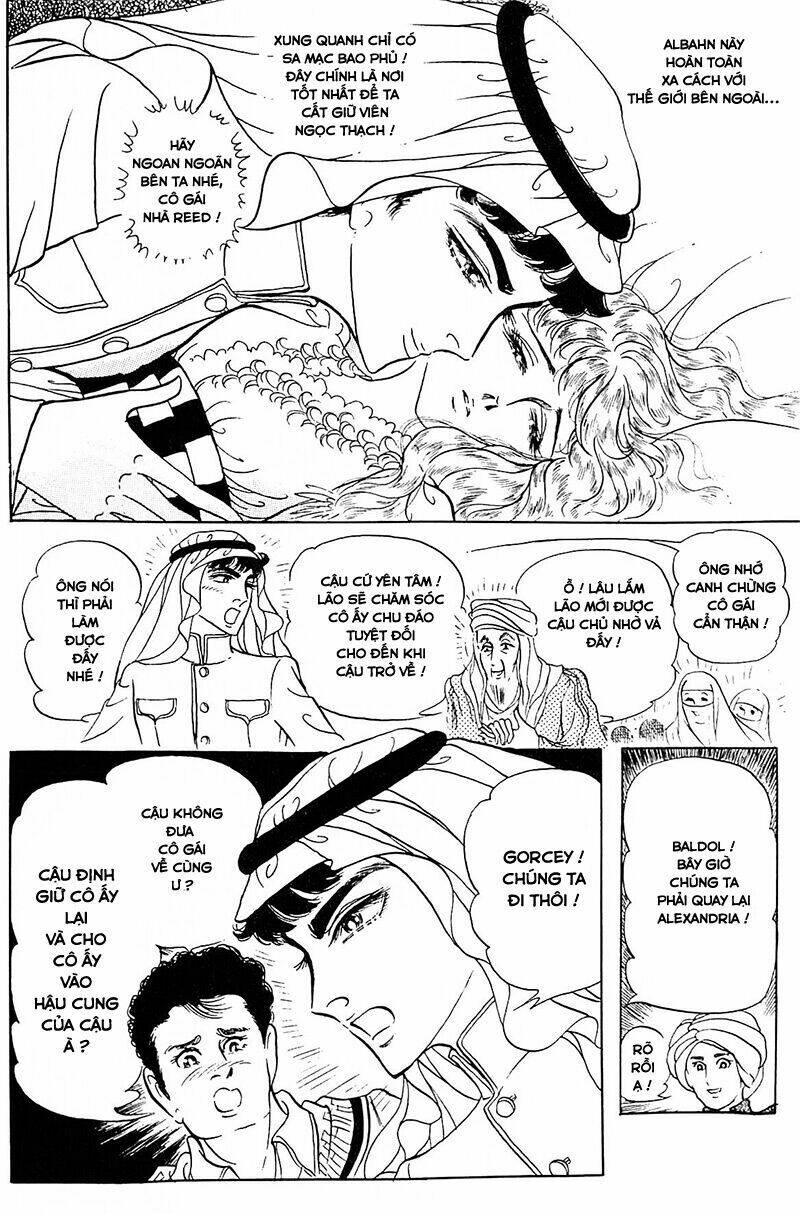 ALBAHN NÀY
HOÀN TOÀN
XA CÁCH VỚI
THẾ GIỚI BÊN NGOÀI...
XUNG QUANH CHỈ CÓ
SA MẠC BAO PHỦ !
ĐÂY CHÍNH LÀ NƠI
TỐT NHẤT ĐỂ TA
CẤT GIỮ VIÊN
NGỌC THẠCH !
HÃY
NGOAN NGOÃN
BÊN TA NHÉ,
CÔ GÁI
NHÀ REED !
ÔNG NHỚ
CANH CHỪNG
CÔ GÁI
CẨN THẬN !
Ồ ! LÂU LẮM
LÃO MỚI ĐƯỢC
CẬU CHỦ NHỜ VẢ
ĐẤY !
CẬU CỨ YÊN TÂM !
LÃO SẼ CHĂM SÓC
CÔ ẤY CHU ĐÁO
TUYỆT ĐỐI
CHO ĐẾN KHI
CẬU TRỞ VỀ !
ÔNG NÓI
THÌ PHẢI
LÀM
ĐƯỢC
ĐẤY
NHÉ !
BALDOL !
BÂY GIỜ
CHÚNG TA
PHẢI QUAY LẠI
ALEXANDRIA !
RÕ
RỒI
Ạ !
GORCEY !
CHÚNG TA
ĐI THÔI !
CẬU KHÔNG
ĐƯA
CÔ GÁI
VỀ CÙNG
Ư ?
CẬU ĐỊNH
GIỮ CÔ ẤY
LẠI
VÀ CHO
CÔ ẤY
VÀO
HẬU CUNG
CỦA CẬU
À ?